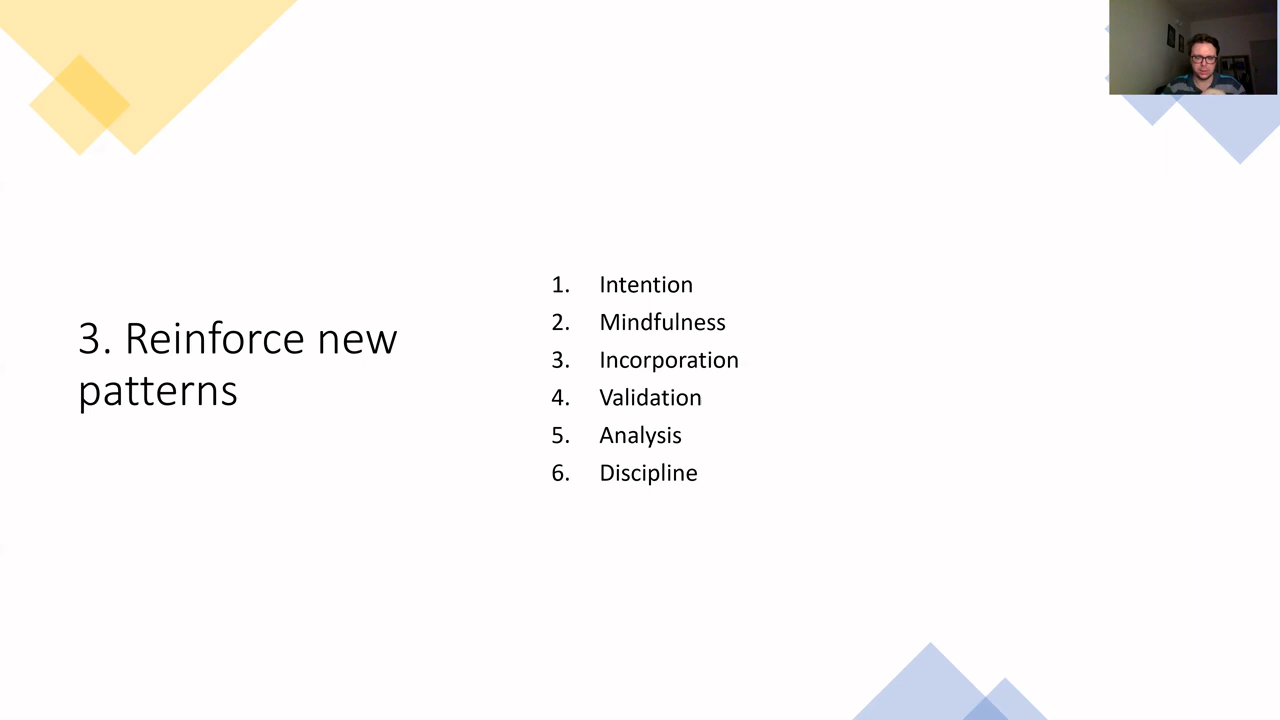 3. Reinforce new
patterns
1. Intention
2. Mindfulness
3. Incorporation
4. Validation
5. Analysis
6. Discipline